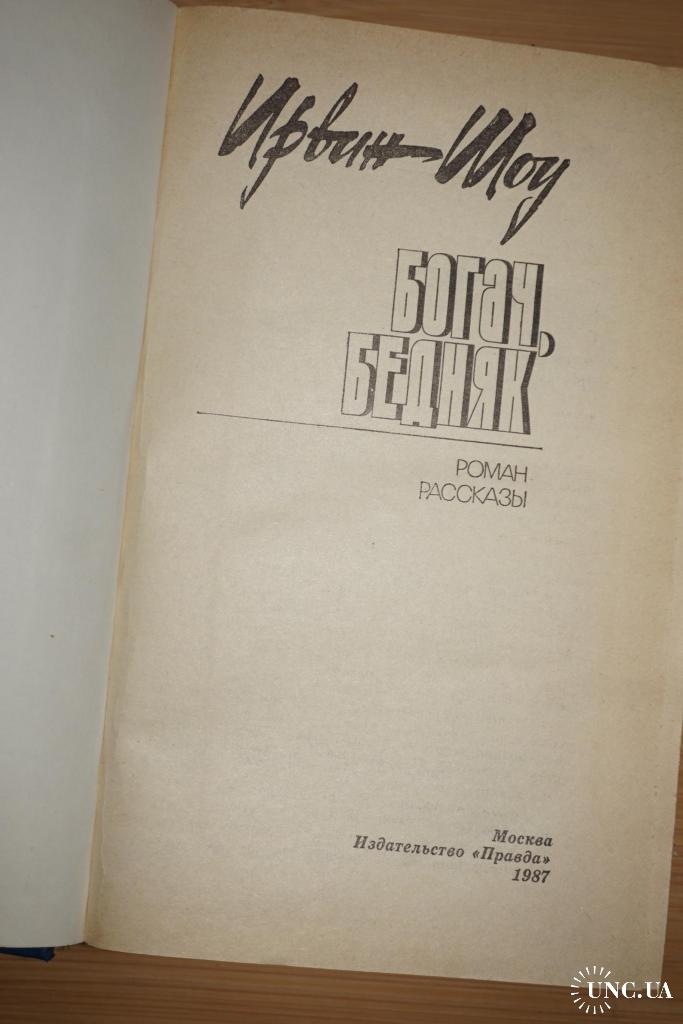 Ирвин Шоу
БОГАЧ,
БЕДНЯК
РОМАН
РАССКАЗЫ
Москва
Издательство «Правда»
1987
UNC.UA